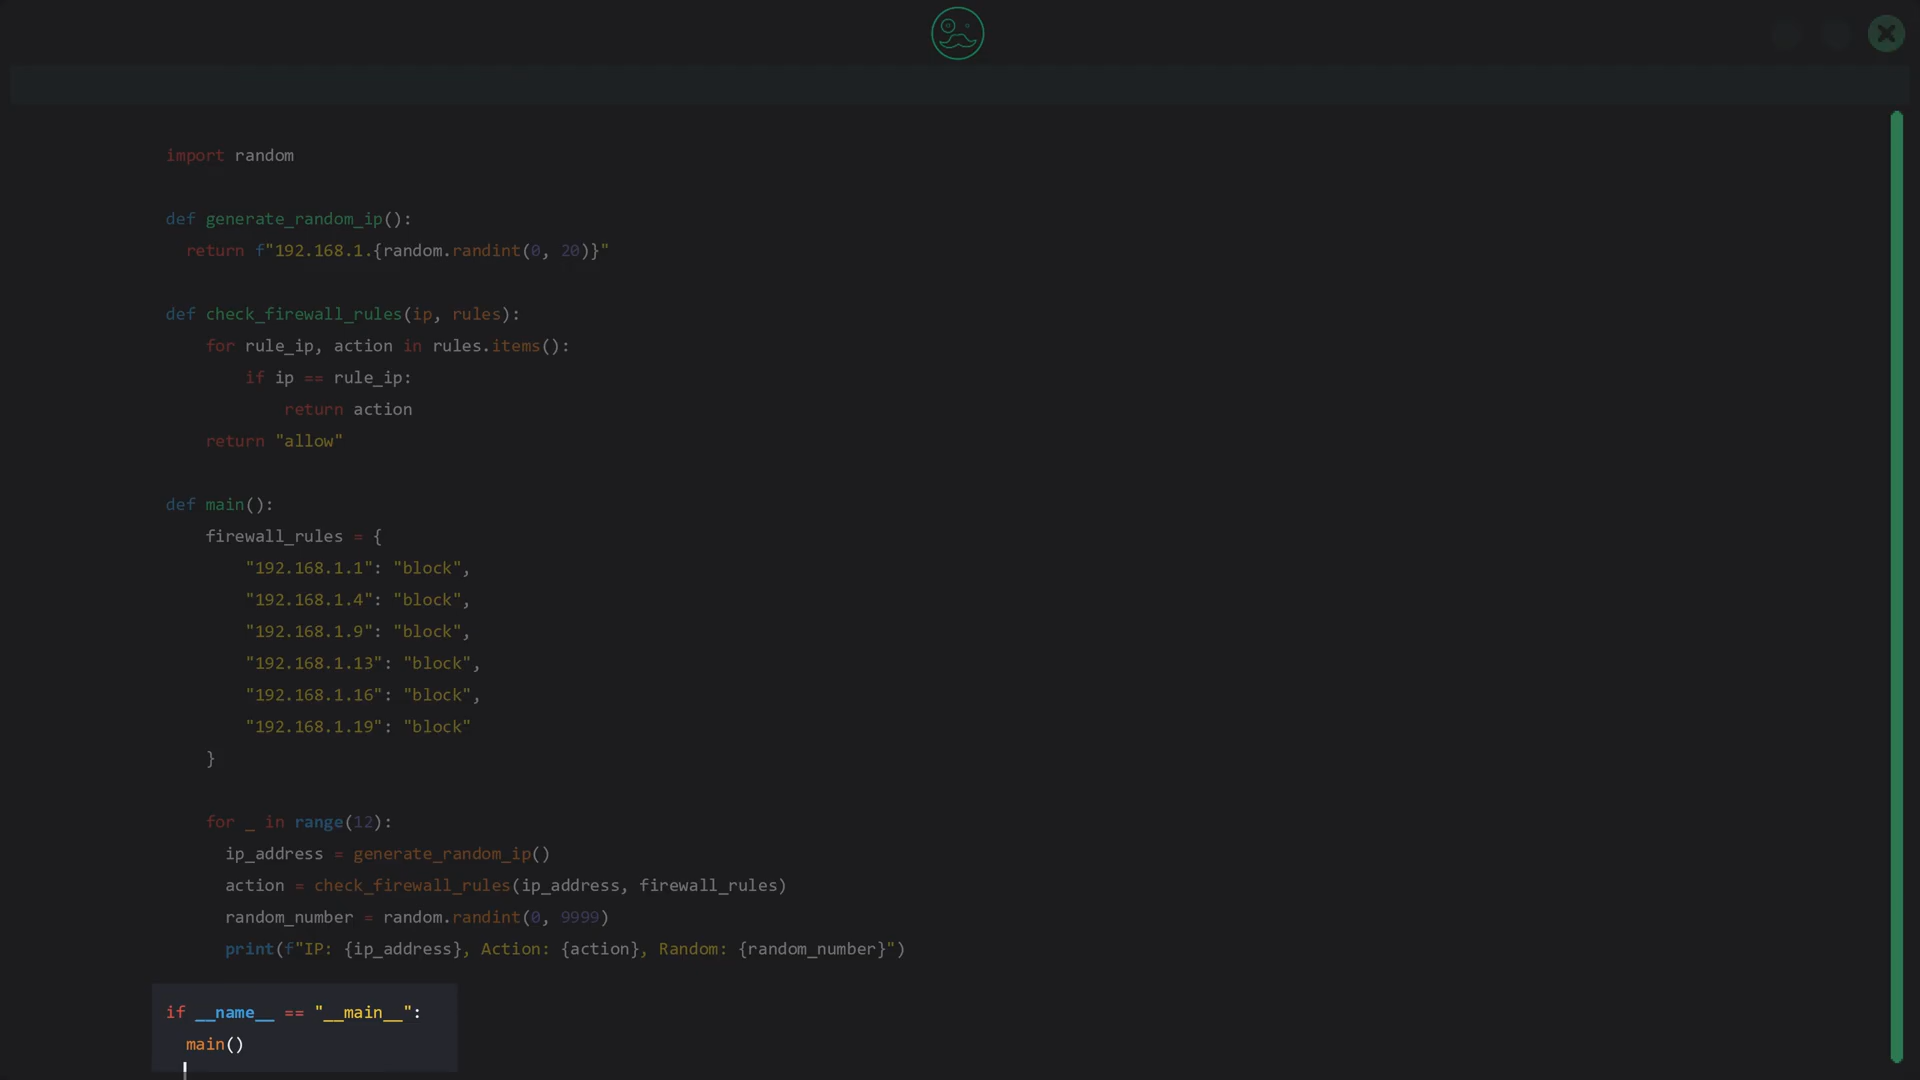 import random
def generate_random_ip():
  return f"192.168.1.{random.randint(0, 20)}"
def check_firewall_rules(ip, rules):
    for rule_ip, action in rules.items():
        if ip == rule_ip:
            return action
    return "allow"
def main():
    firewall_rules = {
        "192.168.1.1": "block",
        "192.168.1.4": "block",
        "192.168.1.9": "block",
        "192.168.1.13": "block",
        "192.168.1.16": "block",
        "192.168.1.19": "block"
    }
    for _ in range(12):
      ip_address = generate_random_ip()
      action = check_firewall_rules(ip_address, firewall_rules)
      random_number = random.randint(0, 9999)
      print(f"IP: {ip_address}, Action: {action}, Random: {random_number}")
if __name__ == "__main__":
  main()